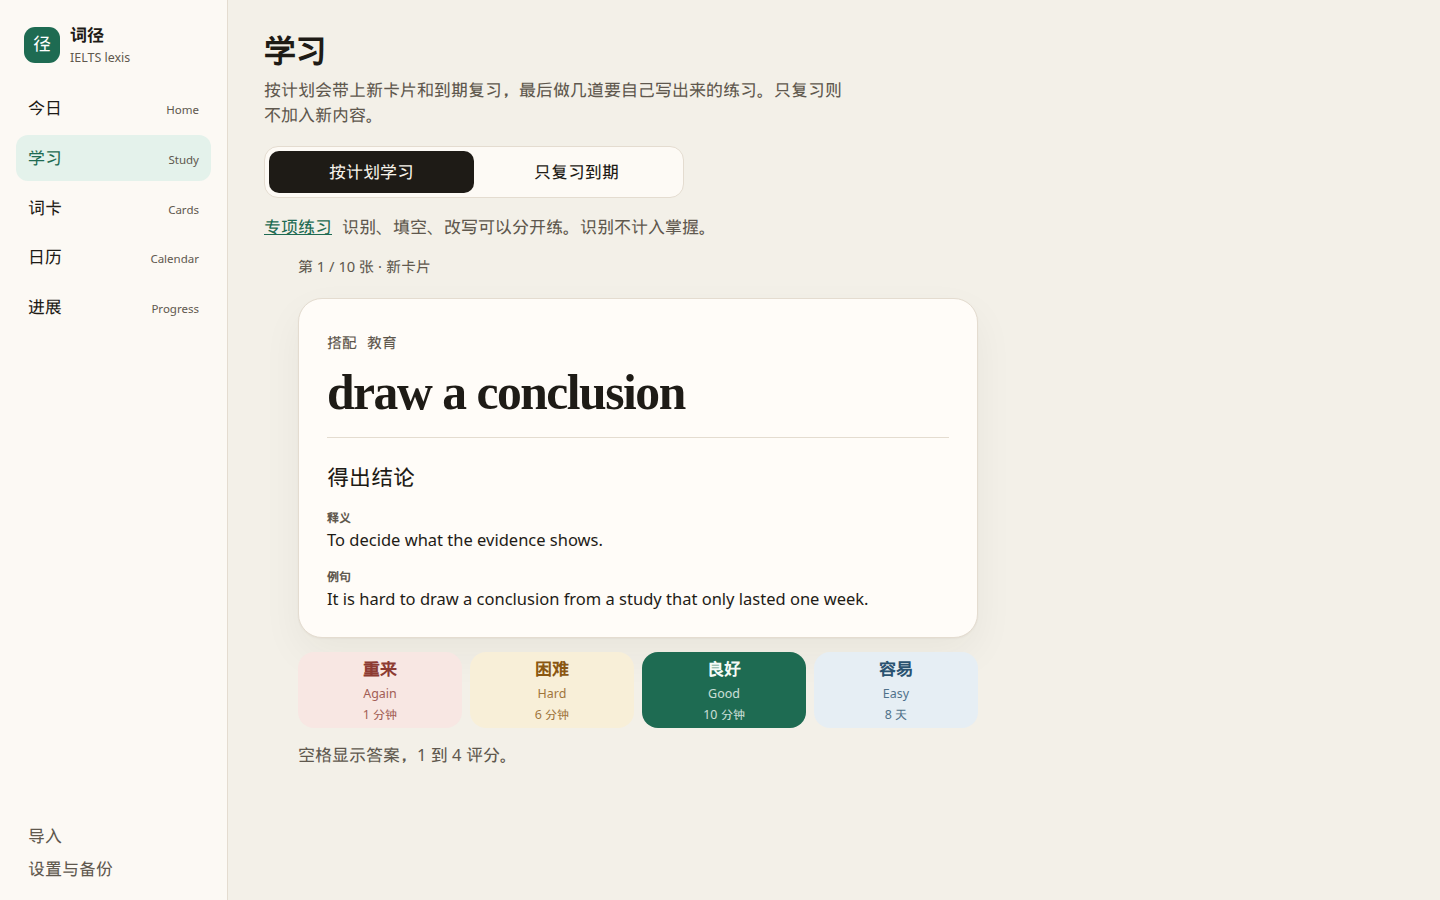 径
词径
IELTS lexis
今日 Home
学习 Study
词卡 Cards
日历 Calendar
进展 Progress
导入
设置与备份
学习
按计划会带上新卡片和到期复习，最后做几道要自己写出来的练习。只复习则
不加入新内容。
按计划学习 只复习到期
专项练习 识别、填空、改写可以分开练。识别不计入掌握。
第 1 / 10 张 · 新卡片
搭配 教育
draw a conclusion
得出结论
释义
To decide what the evidence shows.
例句
It is hard to draw a conclusion from a study that only lasted one week.
重来 困难 良好 容易
Again Hard Good Easy
1 分钟 6 分钟 10 分钟 8 天
空格显示答案，1 到 4 评分。